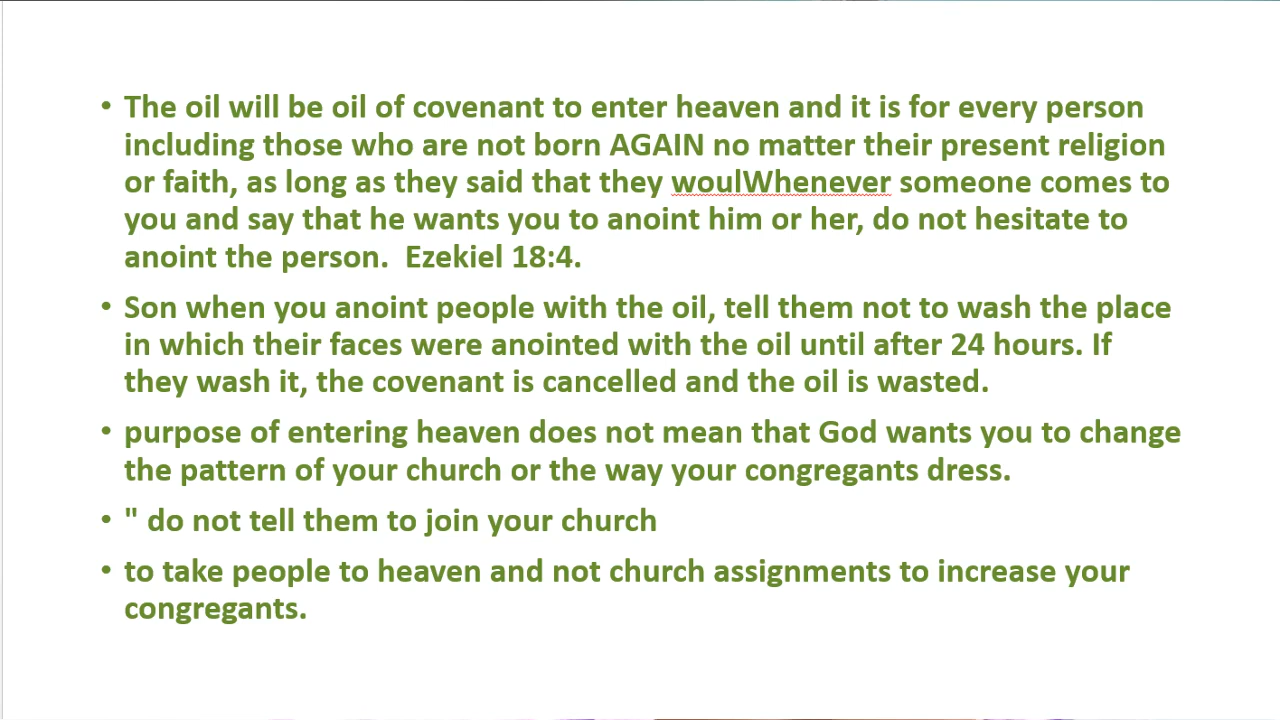 • The oil will be oil of covenant to enter heaven and it is for every person
including those who are not born AGAIN no matter their present religion
or faith, as long as they said that they woulWhenever someone comes to
you and say that he wants you to anoint him or her, do not hesitate to
anoint the person.  Ezekiel 18:4.
• Son when you anoint people with the oil, tell them not to wash the place
in which their faces were anointed with the oil until after 24 hours. If
they wash it, the covenant is cancelled and the oil is wasted.
• purpose of entering heaven does not mean that God wants you to change
the pattern of your church or the way your congregants dress.
• " do not tell them to join your church
• to take people to heaven and not church assignments to increase your
congregants.